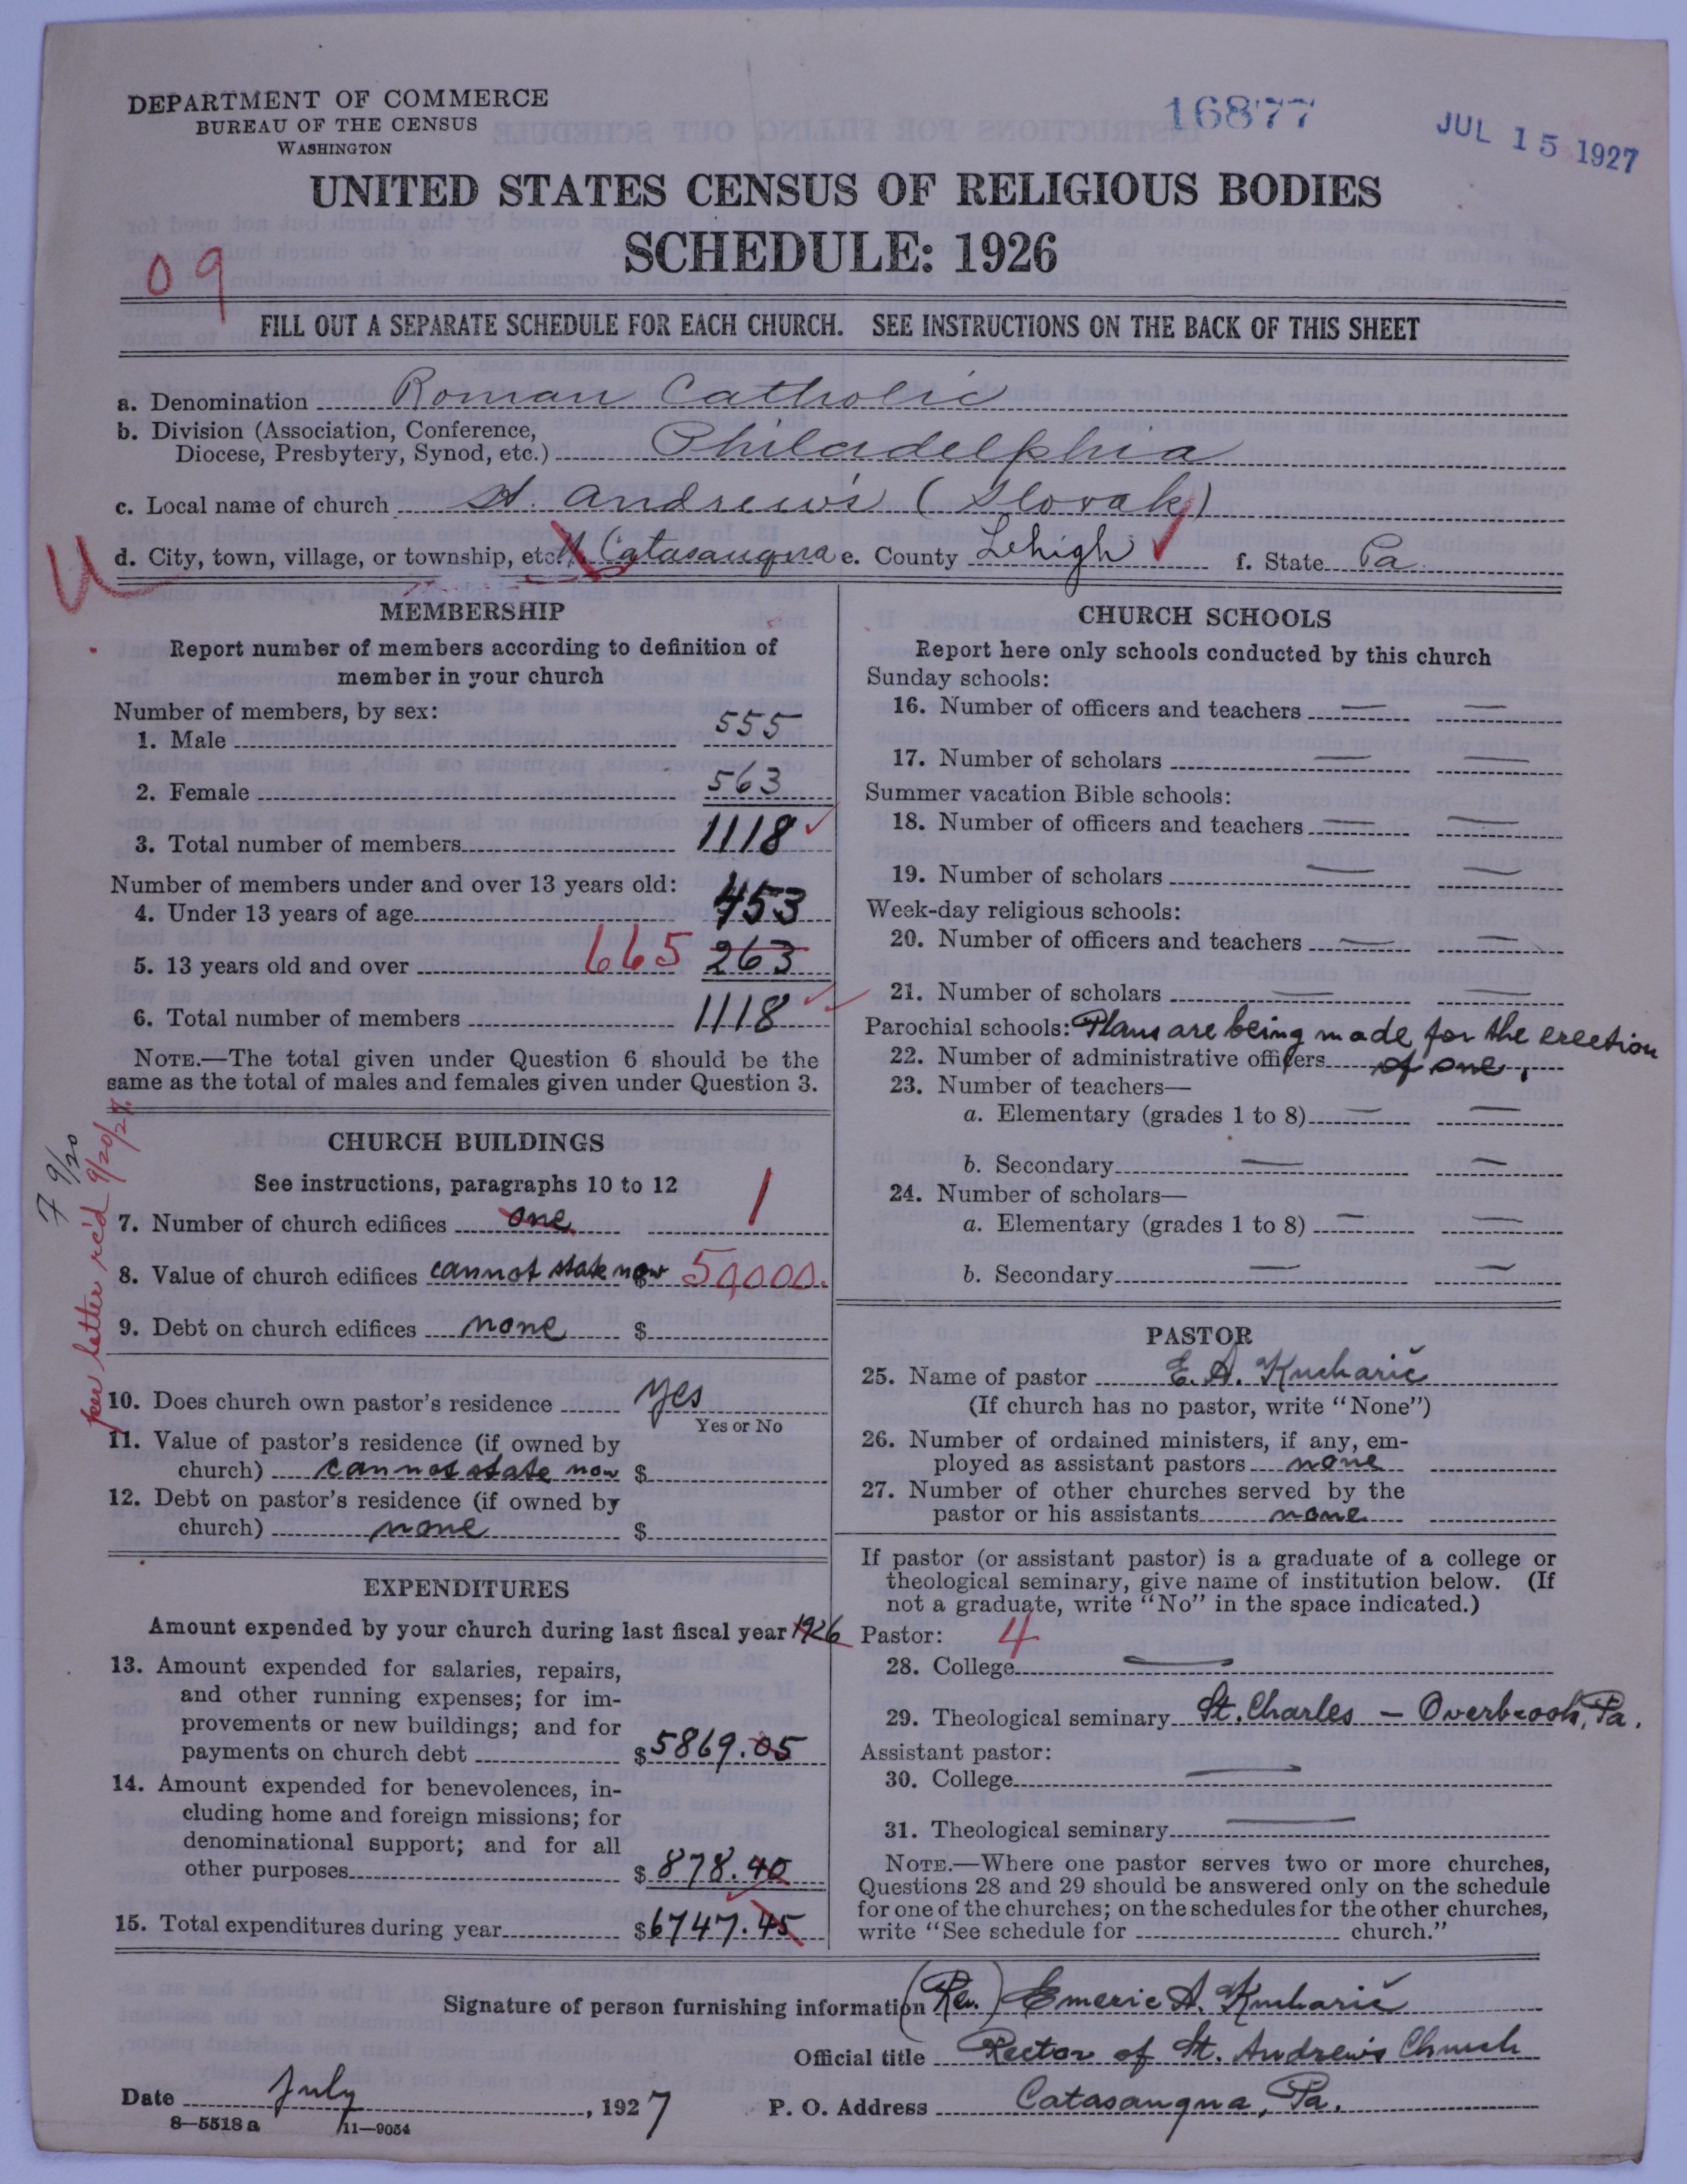 DEPARTMENT OF COMMERCE
BUREAU OF THE CENSUS
WASHINGTON
16877
JUL 15 1927
UNITED STATES CENSUS OF RELIGIOUS BODIES
SCHEDULE: 1926
09
FILL OUT A SEPARATE SCHEDULE FOR EACH CHURCH. SEE INSTRUCTIONS ON THE BACK OF THIS SHEET
a. Denomination Roman Catholic
b. Division (Association, Conference,
Diocese, Presbytery, Synod, etc.) Philadelphia
c. Local name of church St. Andrew's (Slovak)
d. City, town, village, or township, etc. N. Catasauqua e. County Lehigh f. State Pa
MEMBERSHIP
Report number of members according to definition of
member in your church
Number of members, by sex:
1. Male 555
2. Female 563
3. Total number of members 1118
Number of members under and over 13 years old:
4. Under 13 years of age 453
5. 13 years old and over 665 263
6. Total number of members 1118
NOTE.—The total given under Question 6 should be the
same as the total of males and females given under Question 3.
F 9/20
per letter rec'd 9/20/27
CHURCH BUILDINGS
See instructions, paragraphs 10 to 12
7. Number of church edifices one 1
8. Value of church edifices cannot state now $ 50,000.
9. Debt on church edifices none $
10. Does church own pastor's residence yes
Yes or No
11. Value of pastor's residence (if owned by
church) cannot state now $
12. Debt on pastor's residence (if owned by
church) none $
EXPENDITURES
Amount expended by your church during last fiscal year 1926
13. Amount expended for salaries, repairs,
and other running expenses; for im-
provements or new buildings; and for
payments on church debt $5869.05
14. Amount expended for benevolences, in-
cluding home and foreign missions; for
denominational support; and for all
other purposes $878.40
15. Total expenditures during year $6747.45
CHURCH SCHOOLS
Report here only schools conducted by this church
Sunday schools:
16. Number of officers and teachers — —
17. Number of scholars — —
Summer vacation Bible schools:
18. Number of officers and teachers — —
19. Number of scholars — —
Week-day religious schools:
20. Number of officers and teachers — —
21. Number of scholars — —
Parochial schools: Plans are being made for the erection
22. Number of administrative officers of one.
23. Number of teachers—
a. Elementary (grades 1 to 8) — —
b. Secondary — —
24. Number of scholars—
a. Elementary (grades 1 to 8) — —
b. Secondary — —
PASTOR
25. Name of pastor E. A. Kucharič
(If church has no pastor, write "None")
26. Number of ordained ministers, if any, em-
ployed as assistant pastors none
27. Number of other churches served by the
pastor or his assistants none
If pastor (or assistant pastor) is a graduate of a college or
theological seminary, give name of institution below. (If
not a graduate, write "No" in the space indicated.)
Pastor: 4
28. College —
29. Theological seminary St. Charles – Overbrook, Pa.
Assistant pastor:
30. College —
31. Theological seminary —
NOTE.—Where one pastor serves two or more churches,
Questions 28 and 29 should be answered only on the schedule
for one of the churches; on the schedules for the other churches,
write "See schedule for church."
Signature of person furnishing information (Rev.) Emeric A. Kucharič
Official title Rector of St. Andrew's Church
Date July, 1927 P. O. Address Catasauqua, Pa.
8—5518 a 11—9054